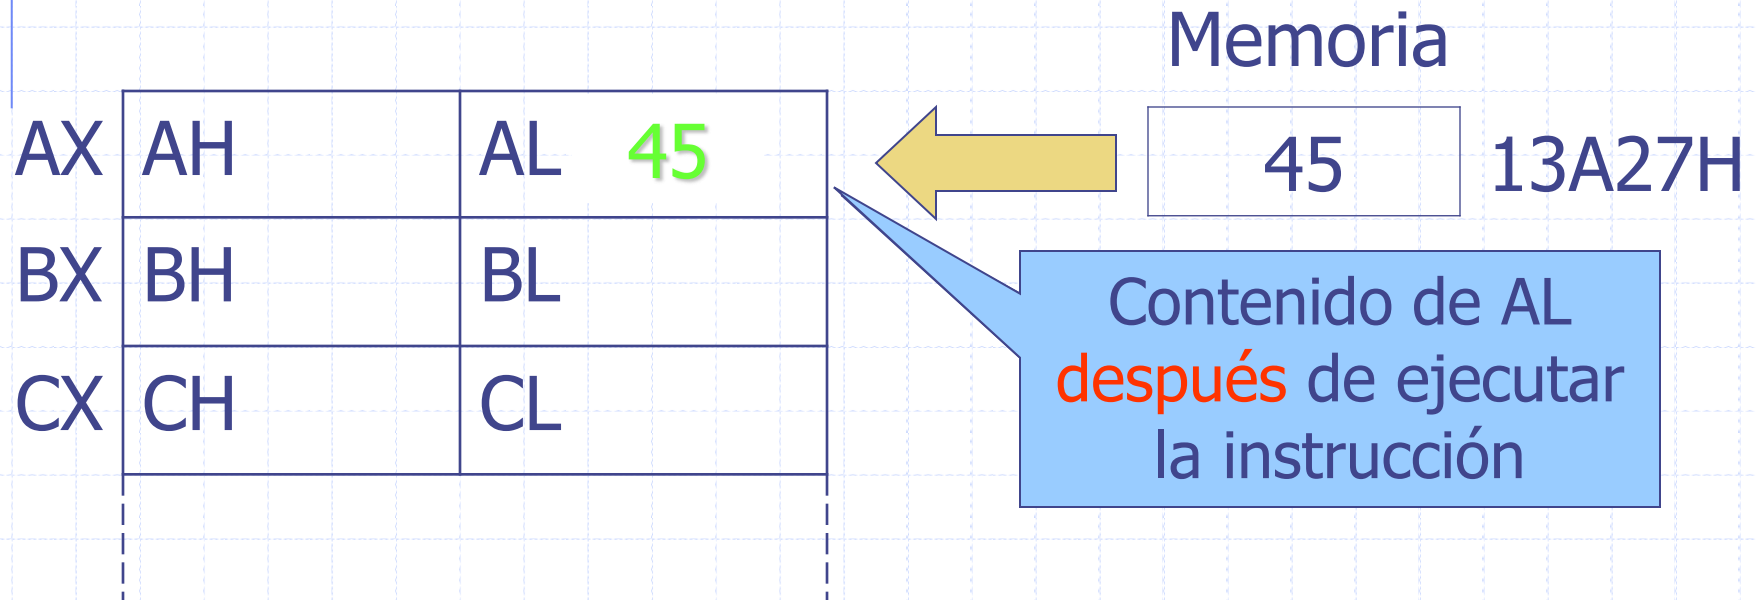 Memoria
AX AH AL 45
45 13A27H
BX BH BL
CX CH CL
Contenido de AL
después de ejecutar
la instrucción